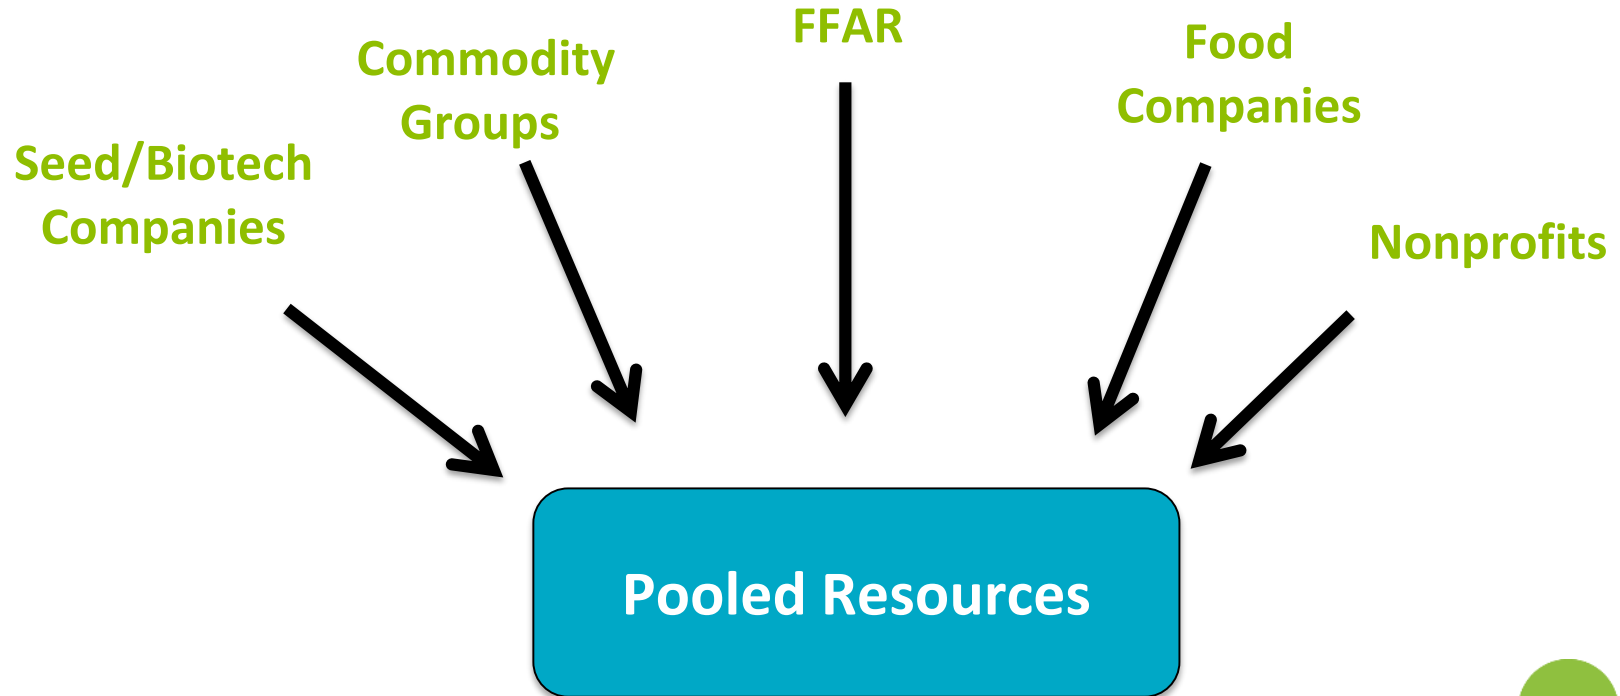 Seed/Biotech
Companies
Commodity
Groups
FFAR
Food
Companies
Nonprofits
Pooled Resources